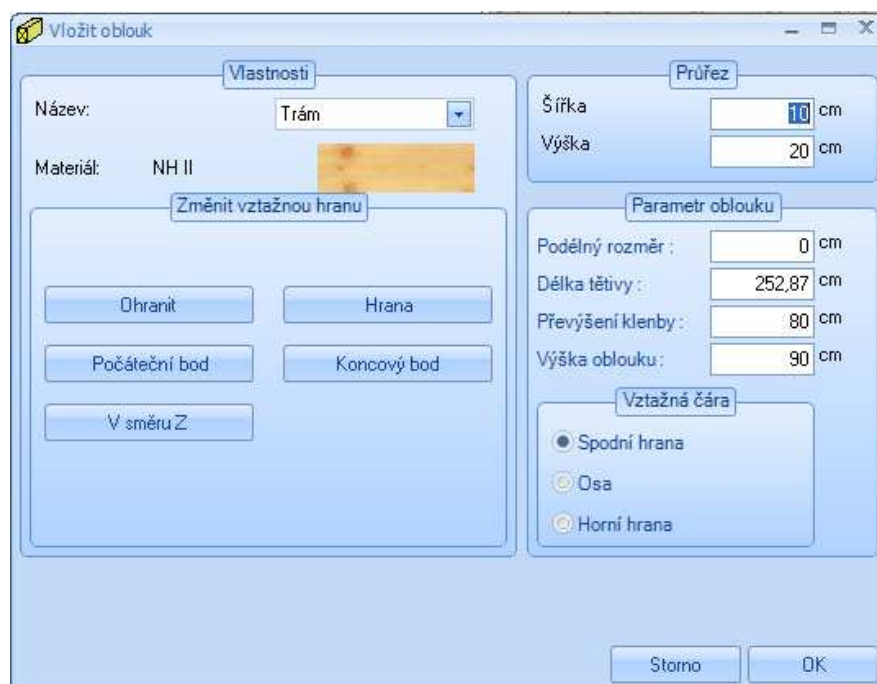 Vložit oblouk
Vlastnosti
Název: Trám
Materiál: NH II
Změnit vztažnou hranu
Ohranit Hrana
Počáteční bod Koncový bod
V směru Z
Průřez
Šířka 10 cm
Výška 20 cm
Parametr oblouku
Podélný rozměr : 0 cm
Délka tětivy : 252,87 cm
Převýšení klenby : 80 cm
Výška oblouku : 90 cm
Vztažná čára
Spodní hrana
Osa
Horní hrana
Storno OK